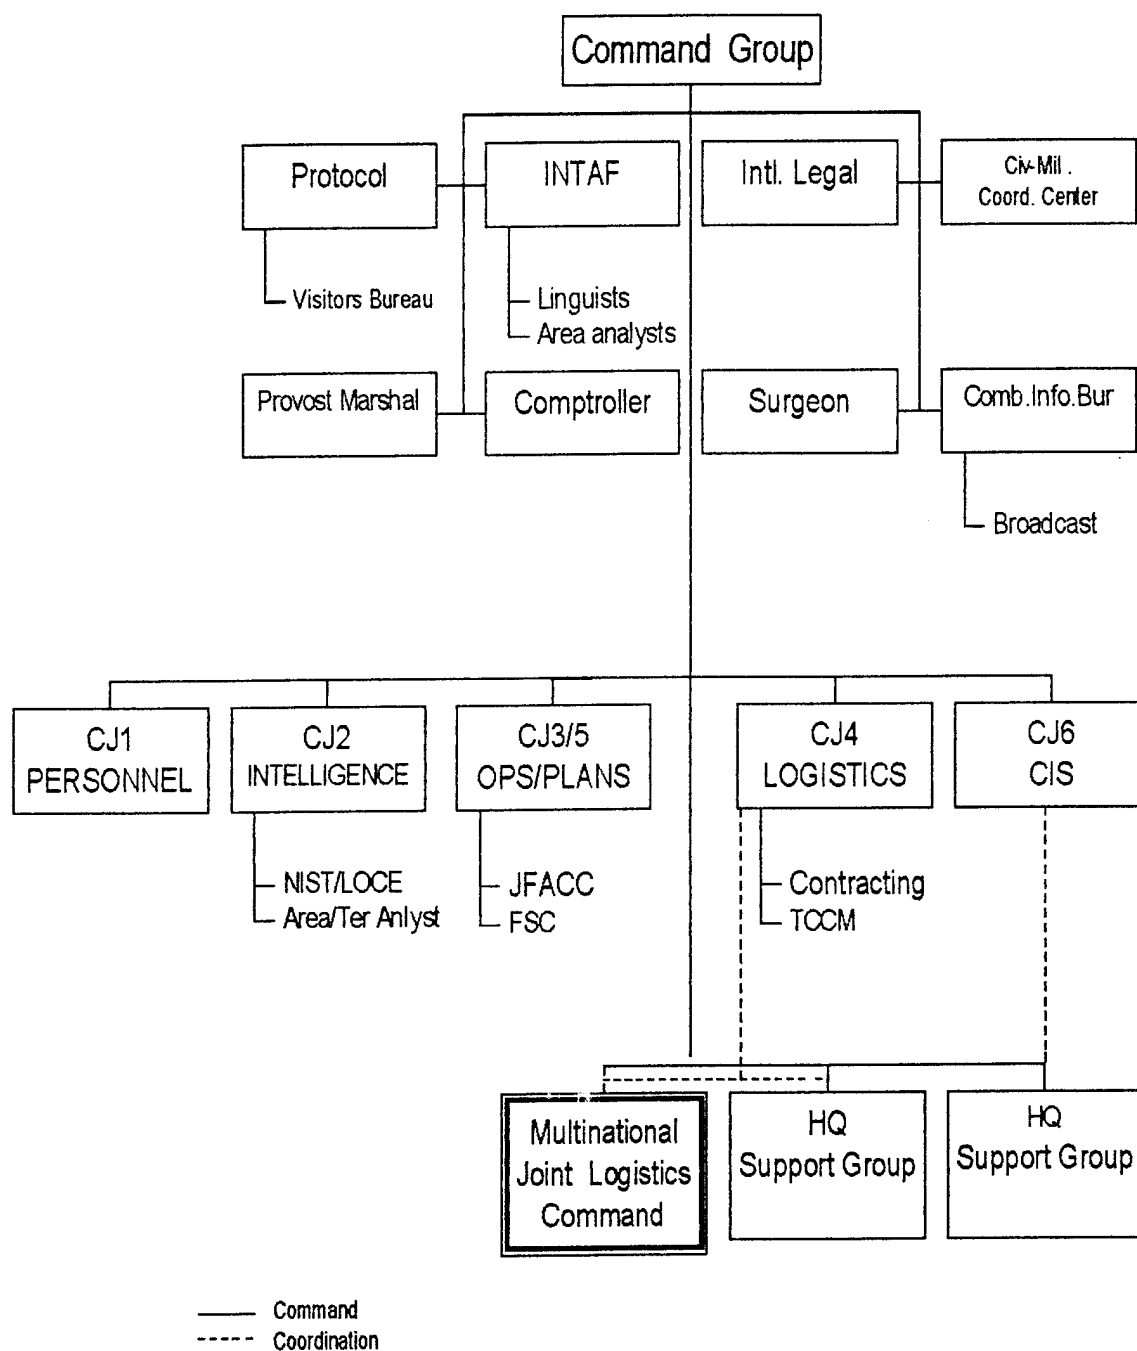 Command Group
Protocol
INTAF
Intl. Legal
Civ-Mil .
Coord. Center
Visitors Bureau
Linguists
Area analysts
Provost Marshal
Comptroller
Surgeon
Comb.Info.Bur
Broadcast
CJ1
PERSONNEL
CJ2
INTELLIGENCE
CJ3/5
OPS/PLANS
CJ4
LOGISTICS
CJ6
CIS
NIST/LOCE
Area/Ter Anlyst
JFACC
FSC
Contracting
TCCM
Multinational
Joint Logistics
Command
HQ
Support Group
HQ
Support Group
Command
Coordination